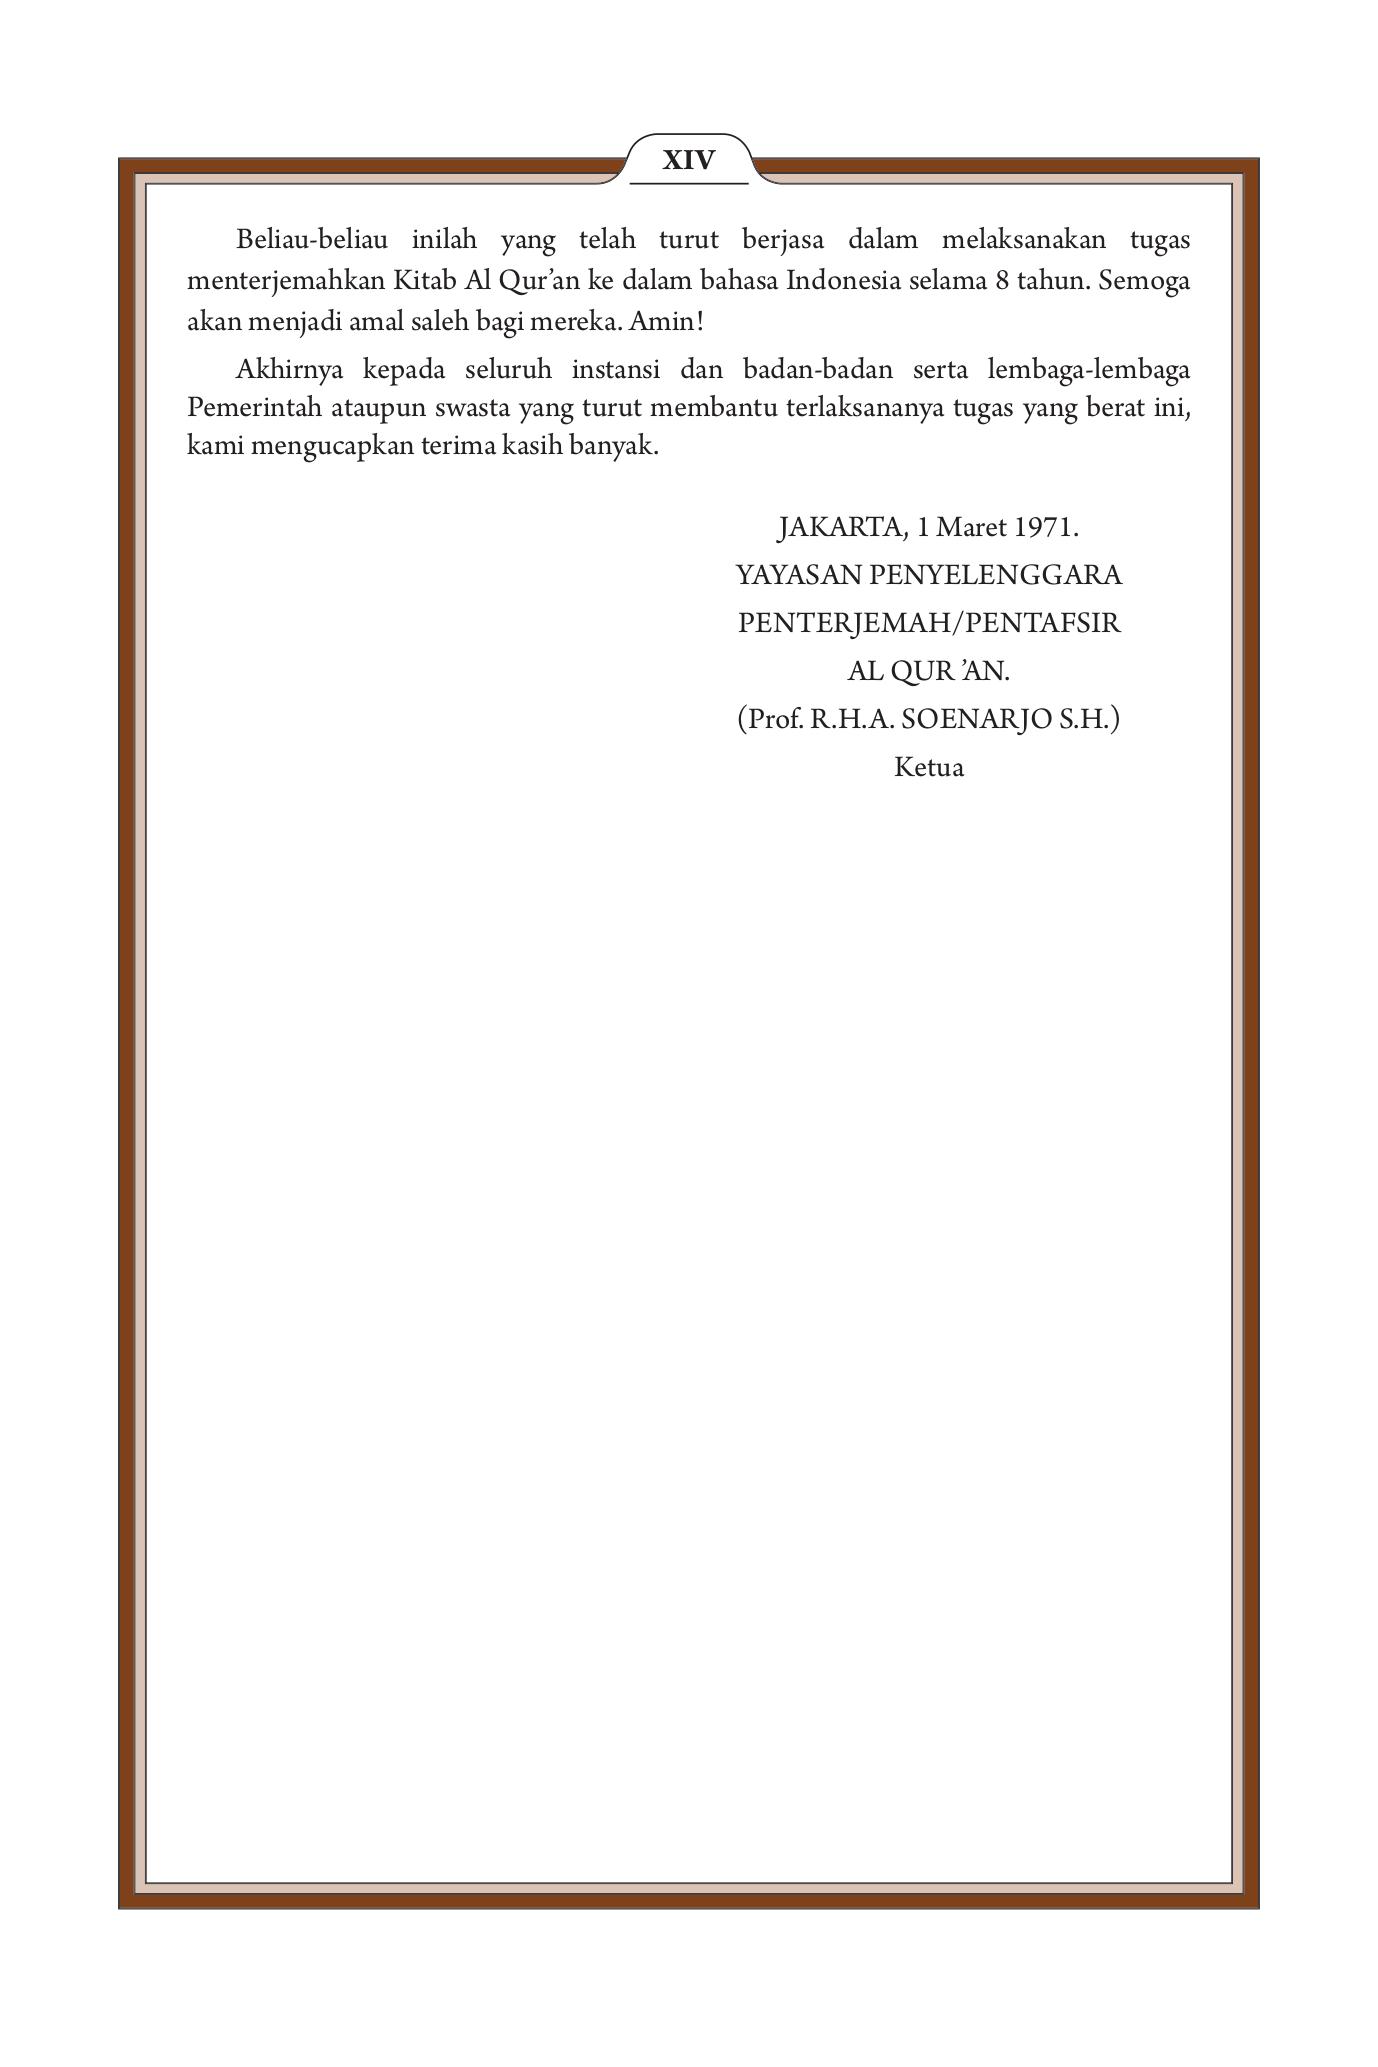 XIV
Beliau-beliau inilah yang telah turut berjasa dalam melaksanakan tugas
menterjemahkan Kitab Al Qur’an ke dalam bahasa Indonesia selama 8 tahun. Semoga
akan menjadi amal saleh bagi mereka. Amin!
Akhirnya kepada seluruh instansi dan badan-badan serta lembaga-lembaga
Pemerintah ataupun swasta yang turut membantu terlaksananya tugas yang berat ini,
kami mengucapkan terima kasih banyak.
JAKARTA, 1 Maret 1971.
YAYASAN PENYELENGGARA
PENTERJEMAH/PENTAFSIR
AL QUR ’AN.
(Prof. R.H.A. SOENARJO S.H.)
Ketua